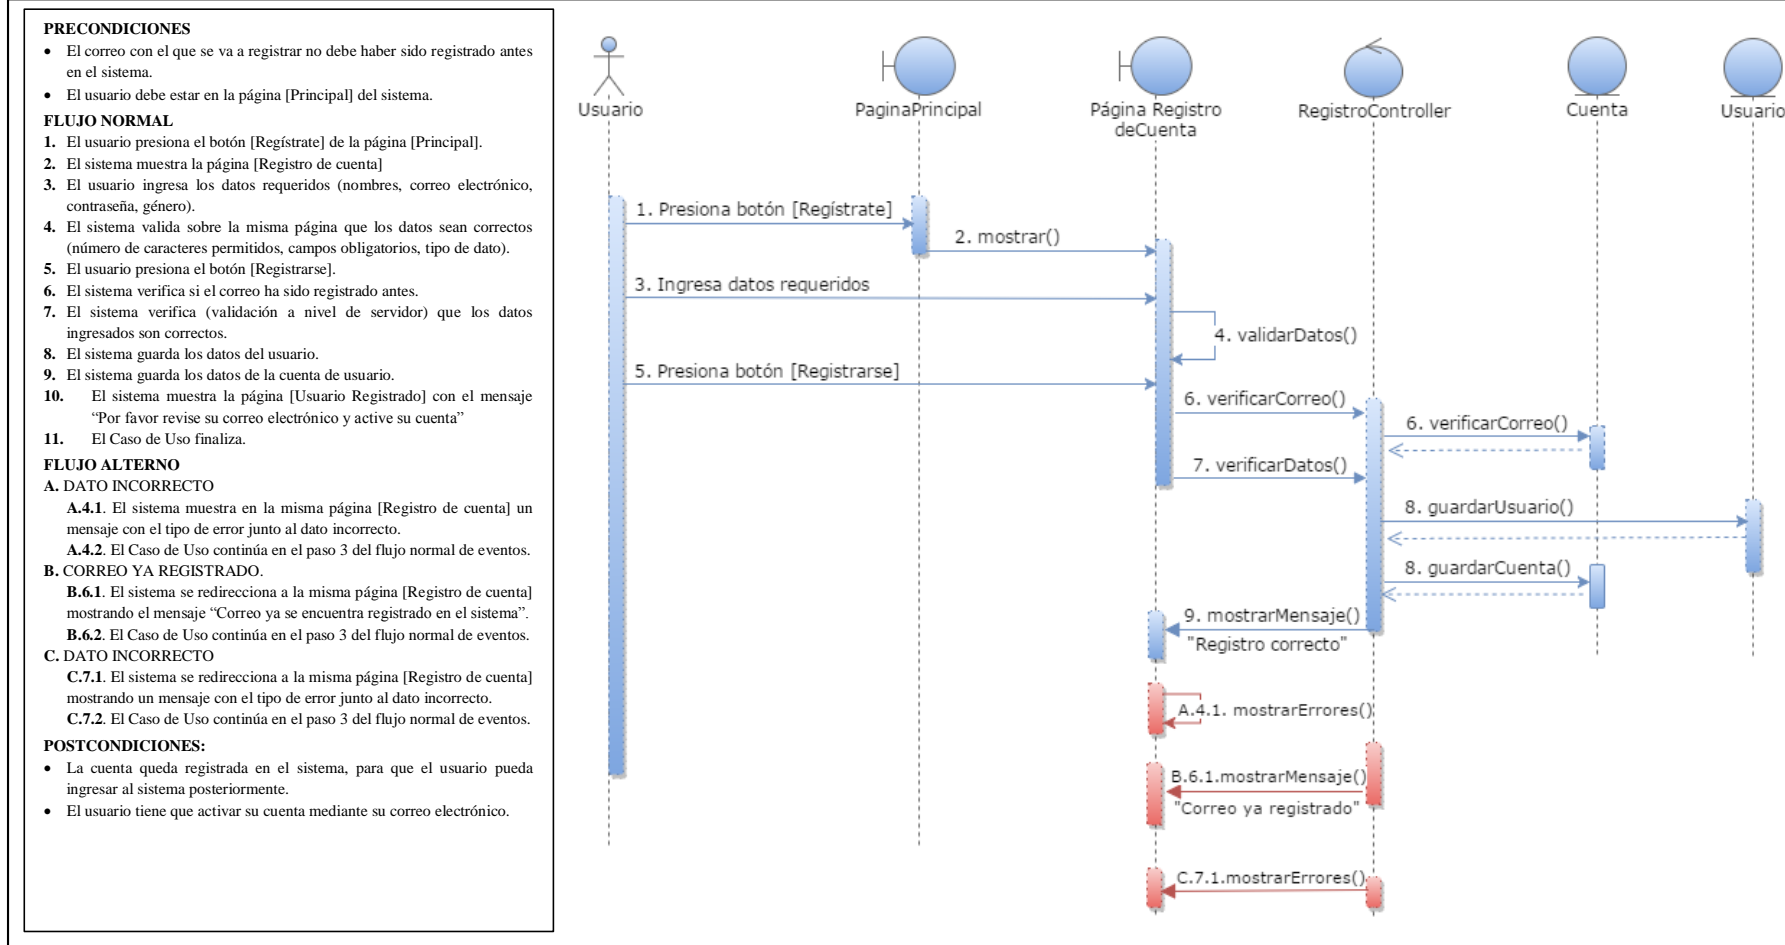 PRECONDICIONES
• El correo con el que se va a registrar no debe haber sido registrado antes
en el sistema.
• El usuario debe estar en la página [Principal] del sistema.
FLUJO NORMAL
1. El usuario presiona el botón [Regístrate] de la página [Principal].
2. El sistema muestra la página [Registro de cuenta]
3. El usuario ingresa los datos requeridos (nombres, correo electrónico,
contraseña, género).
4. El sistema valida sobre la misma página que los datos sean correctos
(número de caracteres permitidos, campos obligatorios, tipo de dato).
5. El usuario presiona el botón [Registrarse].
6. El sistema verifica si el correo ha sido registrado antes.
7. El sistema verifica (validación a nivel de servidor) que los datos
ingresados son correctos.
8. El sistema guarda los datos del usuario.
9. El sistema guarda los datos de la cuenta de usuario.
10. El sistema muestra la página [Usuario Registrado] con el mensaje
“Por favor revise su correo electrónico y active su cuenta”
11. El Caso de Uso finaliza.
FLUJO ALTERNO
A. DATO INCORRECTO
A.4.1. El sistema muestra en la misma página [Registro de cuenta] un
mensaje con el tipo de error junto al dato incorrecto.
A.4.2. El Caso de Uso continúa en el paso 3 del flujo normal de eventos.
B. CORREO YA REGISTRADO.
B.6.1. El sistema se redirecciona a la misma página [Registro de cuenta]
mostrando el mensaje “Correo ya se encuentra registrado en el sistema”.
B.6.2. El Caso de Uso continúa en el paso 3 del flujo normal de eventos.
C. DATO INCORRECTO
C.7.1. El sistema se redirecciona a la misma página [Registro de cuenta]
mostrando un mensaje con el tipo de error junto al dato incorrecto.
C.7.2. El Caso de Uso continúa en el paso 3 del flujo normal de eventos.
POSTCONDICIONES:
• La cuenta queda registrada en el sistema, para que el usuario pueda
ingresar al sistema posteriormente.
• El usuario tiene que activar su cuenta mediante su correo electrónico.
Usuario
PaginaPrincipal
Página Registro
deCuenta
RegistroController
Cuenta
Usuario
1. Presiona botón [Regístrate]
2. mostrar()
3. Ingresa datos requeridos
4. validarDatos()
5. Presiona botón [Registrarse]
6. verificarCorreo()
6. verificarCorreo()
7. verificarDatos()
8. guardarUsuario()
8. guardarCuenta()
9. mostrarMensaje()
"Registro correcto"
A.4.1. mostrarErrores()
B.6.1.mostrarMensaje()
"Correo ya registrado"
C.7.1.mostrarErrores()